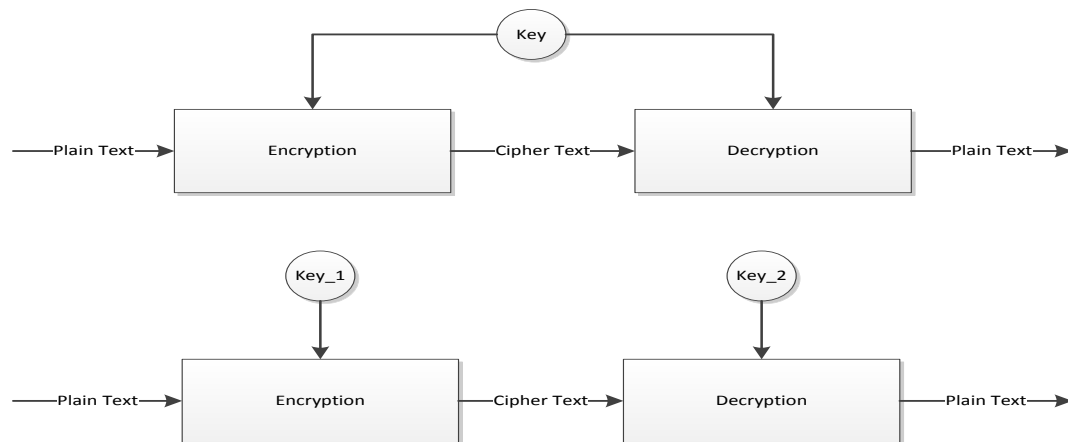 Key
Plain Text
Encryption
Cipher Text
Decryption
Plain Text
Key_1
Key_2
Plain Text
Encryption
Cipher Text
Decryption
Plain Text